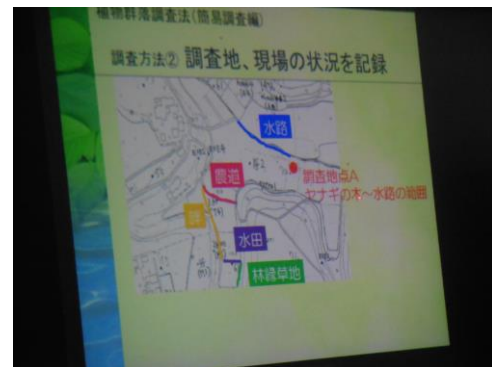 植物群落調査法(簡易調査編)
調査方法② 調査地、現場の状況を記録
水路
調査地点A
ヤナギの木～水路の範囲
農道
畔
水田
林縁草地